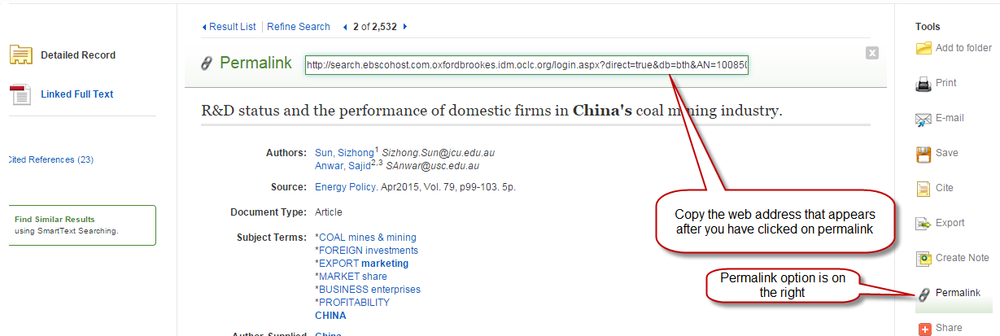 Detailed Record
Linked Full Text
Cited References (23)
Find Similar Results
using SmartText Searching.
Result List Refine Search 2 of 2,532
Permalink http://search.ebscohost.com.oxfordbrookes.idm.oclc.org/login.aspx?direct=true&db=bth&AN=100850
R&D status and the performance of domestic firms in China's coal mining industry.
Authors: Sun, Sizhong1 Sizhong.Sun@jcu.edu.au
Anwar, Sajid2,3 SAnwar@usc.edu.au
Source: Energy Policy. Apr2015, Vol. 79, p99-103. 5p.
Document Type: Article
Subject Terms: *COAL mines & mining
*FOREIGN investments
*EXPORT marketing
*MARKET share
*BUSINESS enterprises
*PROFITABILITY
CHINA
Author-Supplied China
Copy the web address that appears
after you have clicked on permalink
Permalink option is on
the right
Tools
Add to folder
Print
E-mail
Save
Cite
Export
Create Note
Permalink
Share